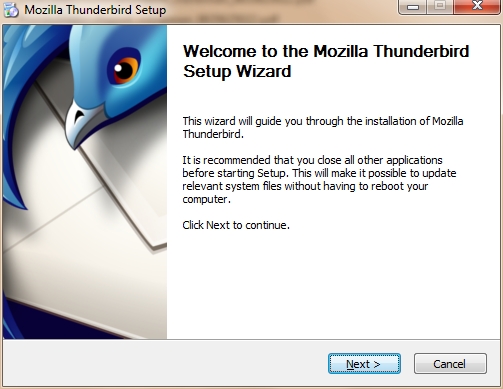 Mozilla Thunderbird Setup
Welcome to the Mozilla Thunderbird
Setup Wizard
This wizard will guide you through the installation of Mozilla
Thunderbird.
It is recommended that you close all other applications
before starting Setup. This will make it possible to update
relevant system files without having to reboot your
computer.
Click Next to continue.
Next >
Cancel